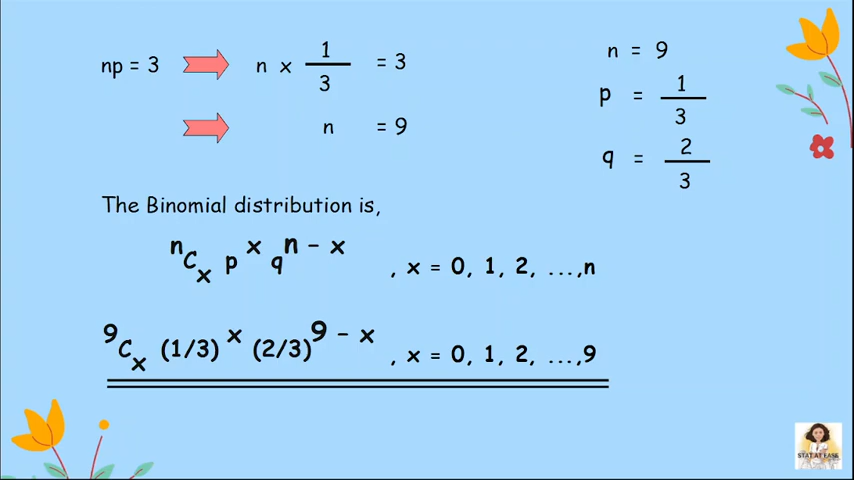 np = 3 n x 1/3 = 3
n = 9
n = 9
p = 1/3
q = 2/3
The Binomial distribution is,
ⁿCₓ pˣ qⁿ⁻ˣ , x = 0, 1, 2, ...,n
⁹Cₓ (1/3)ˣ (2/3)⁹⁻ˣ , x = 0, 1, 2, ...,9
STAT AT EASE